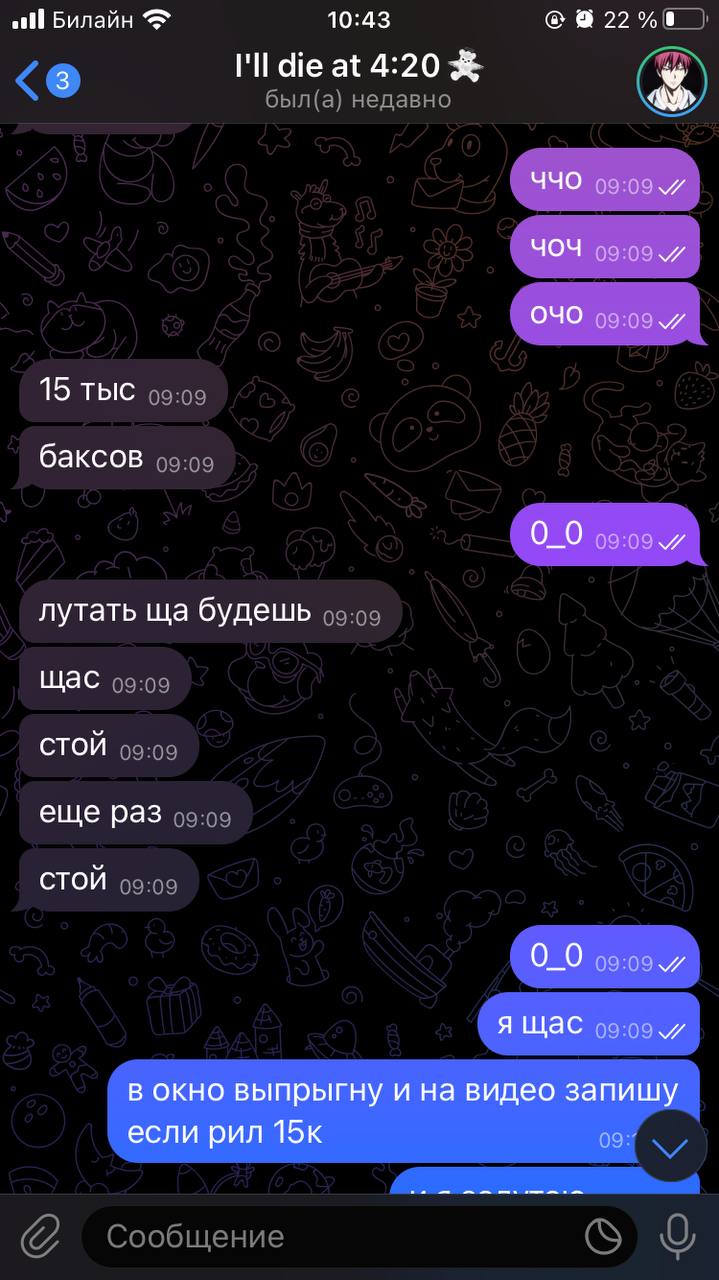 Билайн 10:43 22 %
3
I'll die at 4:20
был(а) недавно
ччо 09:09
чоч 09:09
очо 09:09
15 тыс 09:09
баксов 09:09
0_0 09:09
лутать ща будешь 09:09
щас 09:09
стой 09:09
еще раз 09:09
стой 09:09
0_0 09:09
я щас 09:09
в окно выпрыгну и на видео запишу
если рил 15к
Сообщение